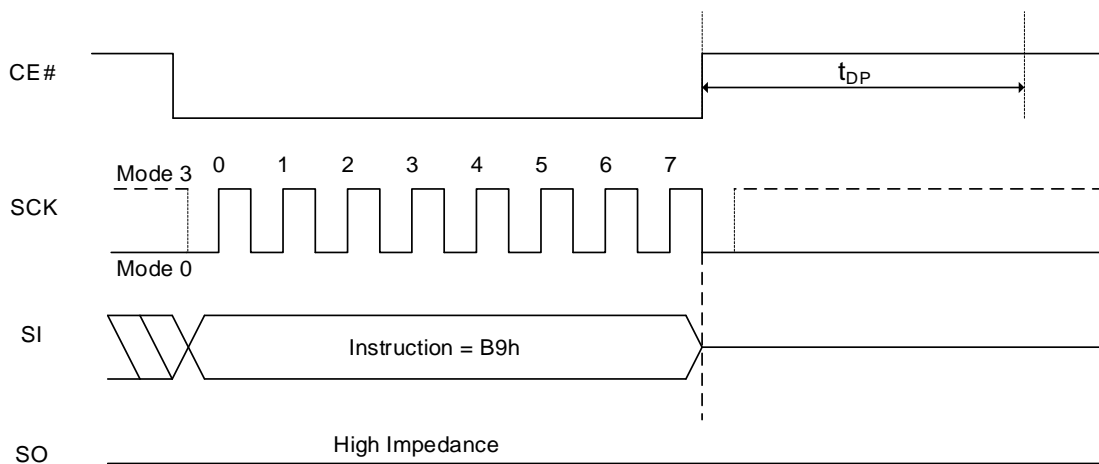 CE#
tDP
Mode 3
0 1 2 3 4 5 6 7
SCK
Mode 0
SI
Instruction = B9h
SO
High Impedance